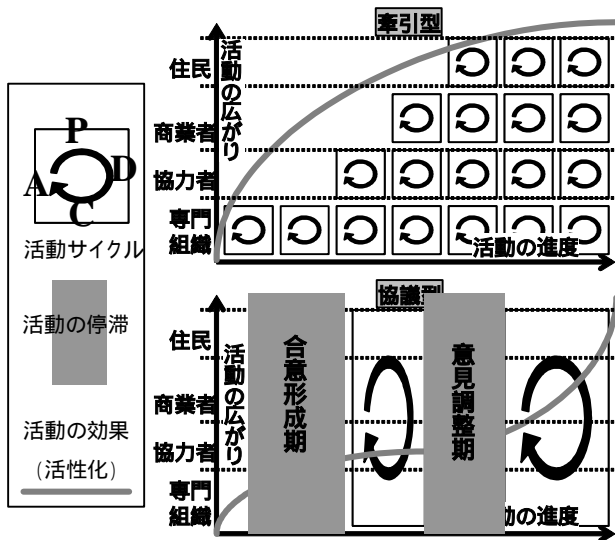 P
A
D
C
活動サイクル
活動の停滞
活動の効果
(活性化)
牽引型
活動の広がり
住民
商業者
協力者
専門
組織
活動の進度
協議型
活動の広がり
住民
商業者
協力者
専門
組織
合意形成期
意見調整期
動の進度